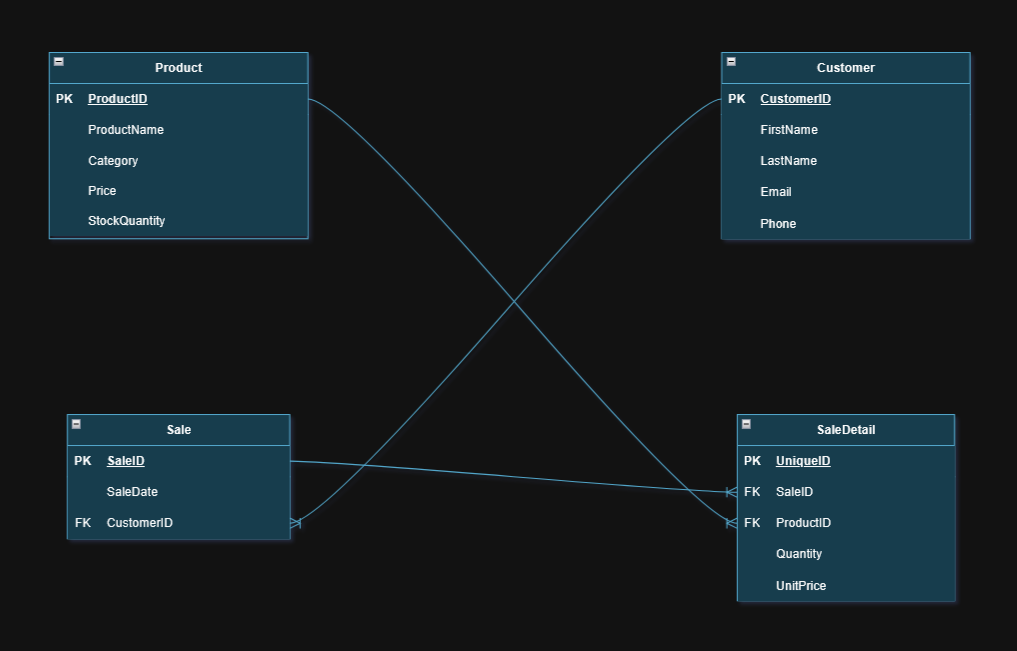 Product
PK ProductID
ProductName
Category
Price
StockQuantity
Customer
PK CustomerID
FirstName
LastName
Email
Phone
Sale
PK SaleID
SaleDate
FK CustomerID
SaleDetail
PK UniqueID
FK SaleID
FK ProductID
Quantity
UnitPrice